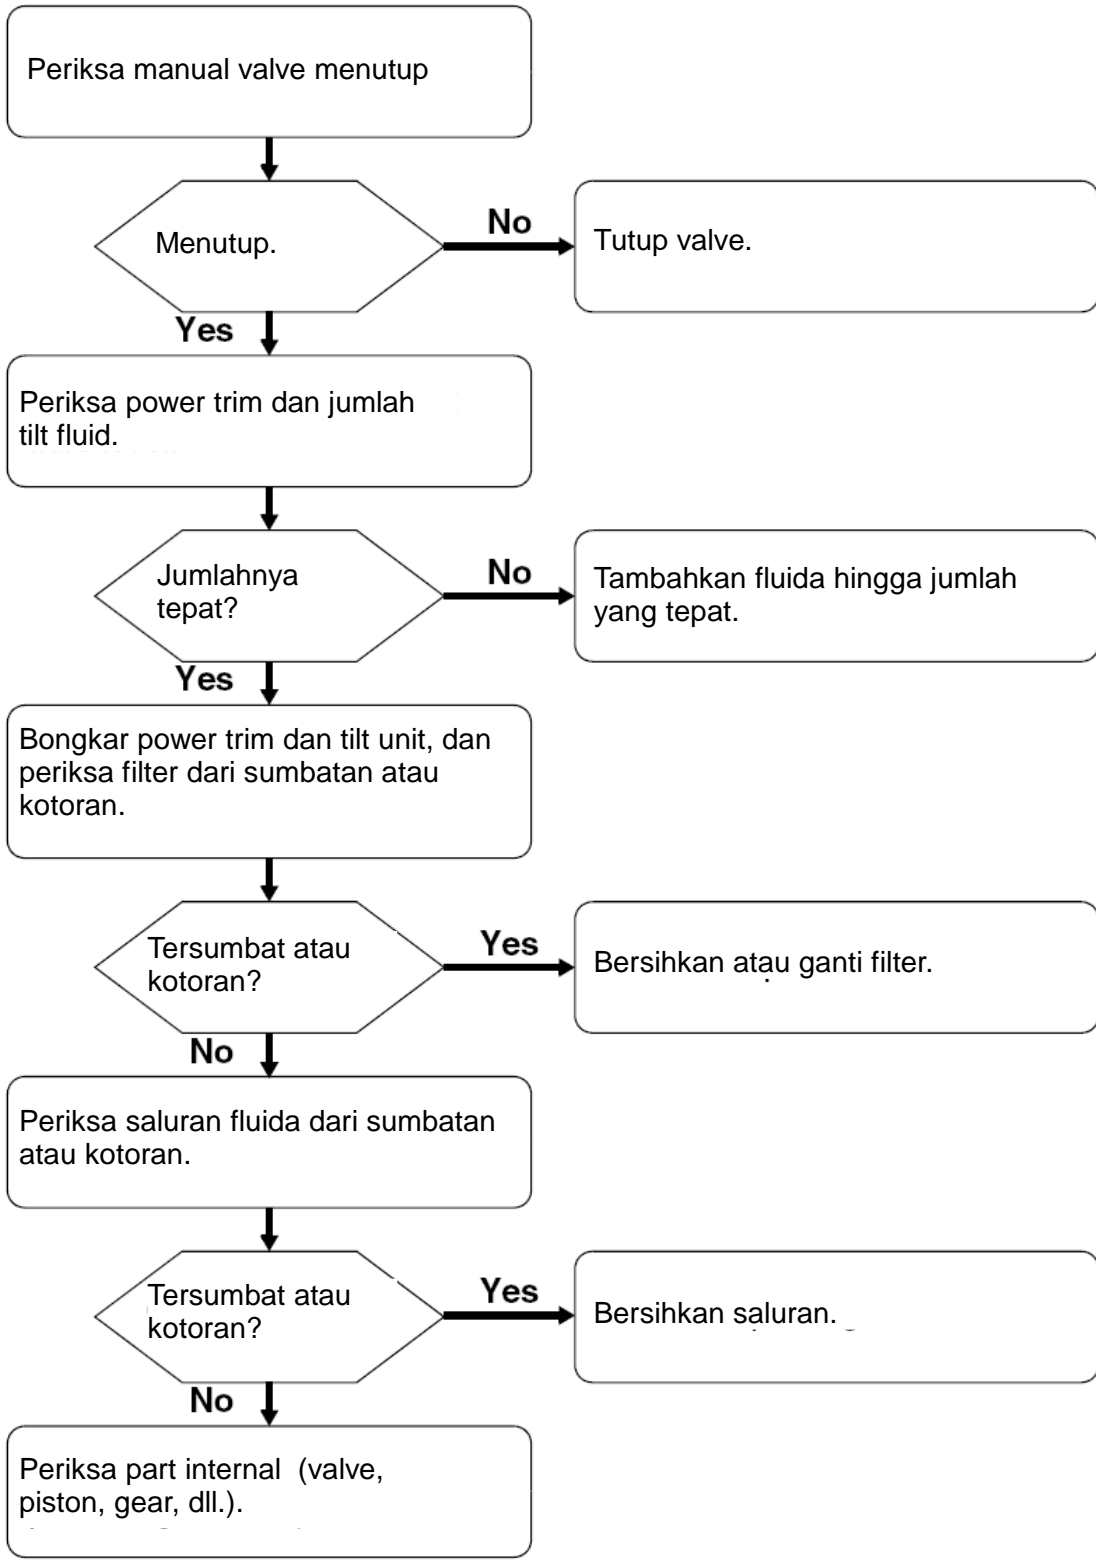 Periksa manual valve menutup
Menutup.
No
Tutup valve.
Yes
Periksa power trim dan jumlah
tilt fluid.
Jumlahnya
tepat?
No
Tambahkan fluida hingga jumlah
yang tepat.
Yes
Bongkar power trim dan tilt unit, dan
periksa filter dari sumbatan atau
kotoran.
Tersumbat atau
kotoran?
Yes
Bersihkan atau ganti filter.
No
Periksa saluran fluida dari sumbatan
atau kotoran.
Tersumbat atau
kotoran?
Yes
Bersihkan saluran.
No
Periksa part internal (valve,
piston, gear, dll.).